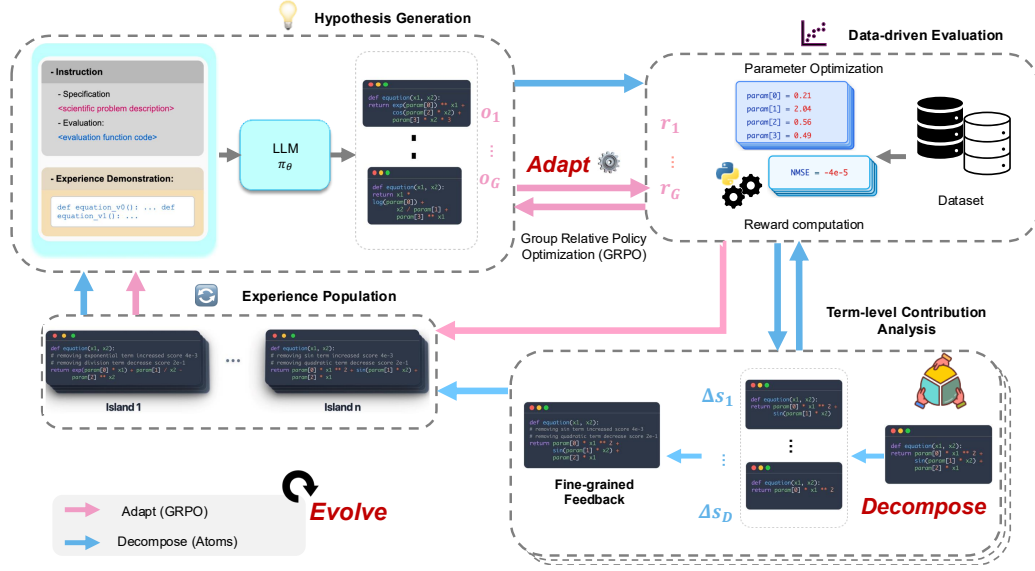 Hypothesis Generation
- Instruction
- Specification
<scientific problem description>
- Evaluation:
<evaluation function code>
- Experience Demonstration:
def equation_v0(): ... def
equation_v1(): ...
LLM
πθ
def equation(x1, x2):
return exp(param[0]) ** x1 +
cos(param[2] * x2) +
param[3] * x2 * 3
o1
⋮
oG
def equation(x1, x2):
return x1 *
log(param[0]) +
x2 / param[1] +
param[3] ** x1
Adapt
Group Relative Policy
Optimization (GRPO)
Data-driven Evaluation
Parameter Optimization
r1
⋮
rG
param[0] = 0.21
param[1] = 2.04
param[2] = 0.56
param[3] = 0.49
NMSE = -4e-5
Reward computation
Dataset
Experience Population
def equation(x1, x2):
# removing exponential term increased score 4e-3
# removing division term decrease score 2e-1
return exp(param[0] * x1) + param[1] / x2 -
param[2] ** x2
Island 1
...
def equation(x1, x2):
# removing sin term increased score 4e-3
# removing quadratic term decrease score 2e-1
return param[0] * x1 ** 2 + sin(param[1] * x2) +
param[2] * x1
Island n
Term-level Contribution
Analysis
def equation(x1, x2):
# removing sin term increased score 4e-3
# removing quadratic term decrease score 2e-1
return param[0] * x1 ** 2 +
sin(param[1] * x2) +
param[2] * x1
Fine-grained
Feedback
Δs1
⋮
ΔsD
def equation(x1, x2):
return param[0] * x1 ** 2 +
sin(param[1] * x2)
def equation(x1, x2):
return param[0] * x1 ** 2
def equation(x1, x2):
return param[0] * x1 ** 2 +
sin(param[1] * x2) +
param[2] * x1
Decompose
Evolve
Adapt (GRPO)
Decompose (Atoms)